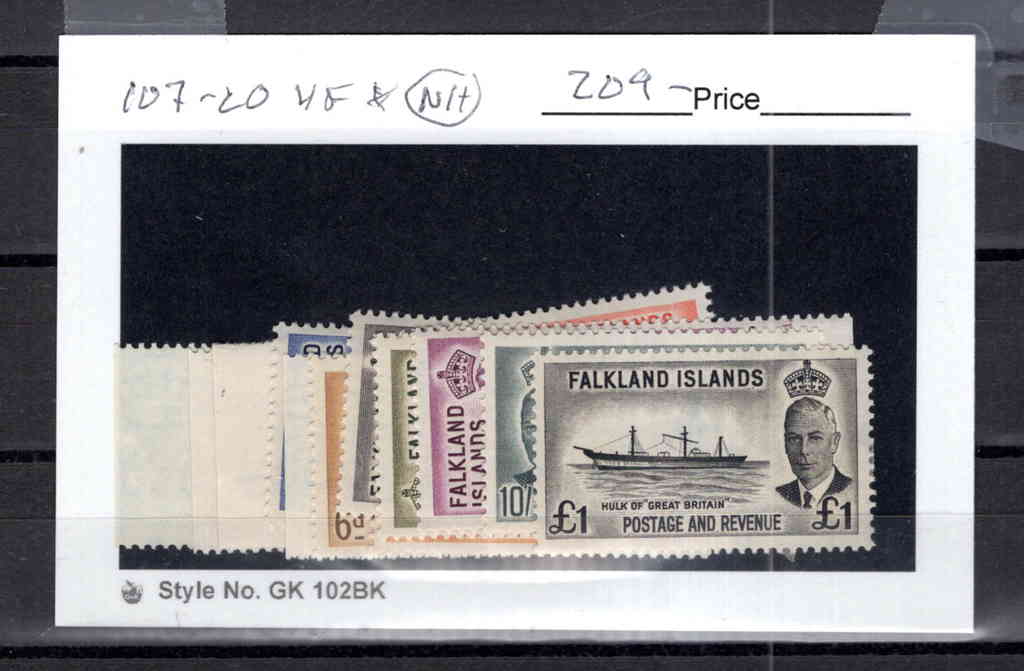 107-20 VF * NH 209- Price
FALKLAND ISLANDS
HULK OF "GREAT BRITAIN"
£1 POSTAGE AND REVENUE £1
10/
FALKLAND
ISLANDS
FALKLAND
6d
Style No. GK 102BK